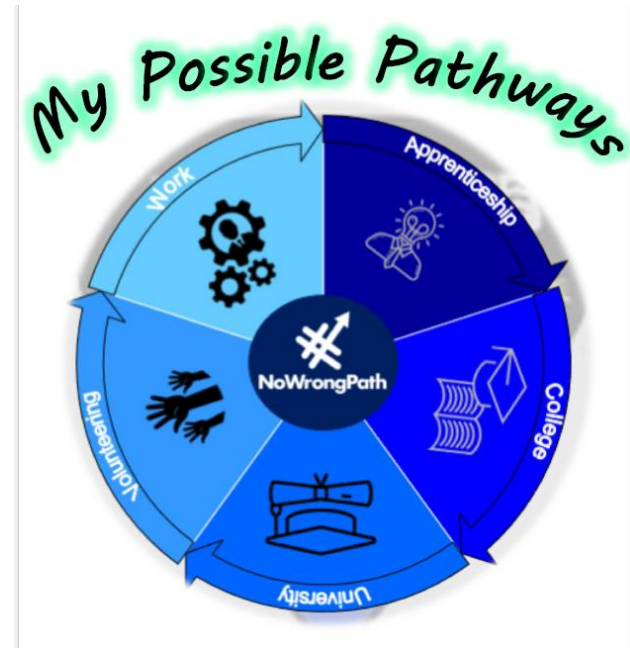 My Possible Pathways
Work
Apprenticeship
College
University
Volunteering
NoWrongPath